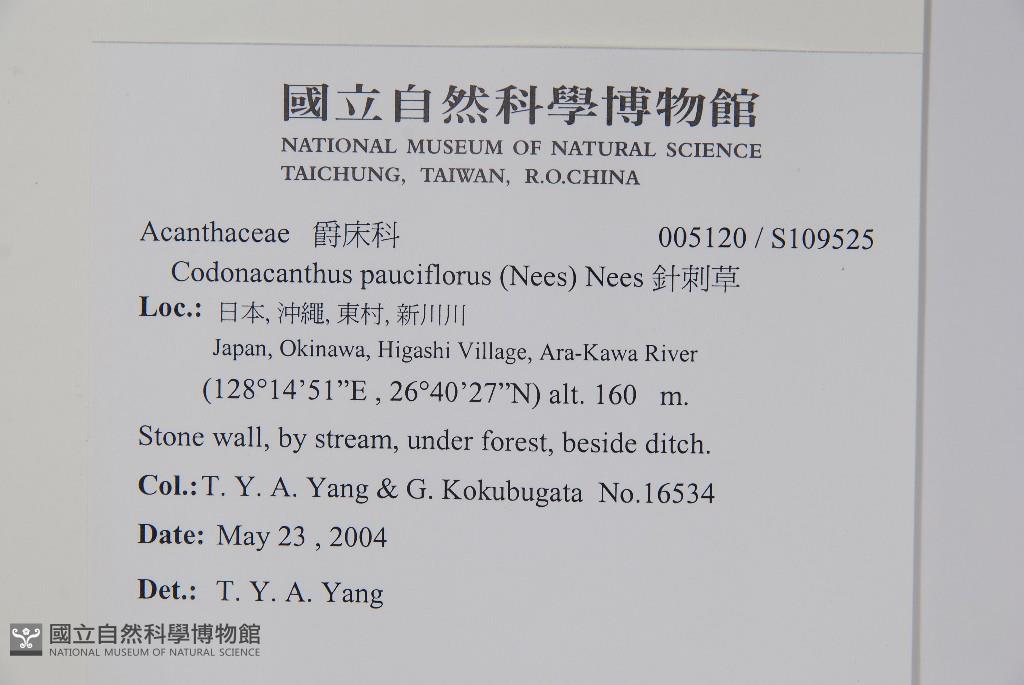 國立自然科學博物館
NATIONAL MUSEUM OF NATURAL SCIENCE
TAICHUNG, TAIWAN, R.O.CHINA
Acanthaceae 爵床科 005120 / S109525
Codonacanthus pauciflorus (Nees) Nees 針刺草
Loc.: 日本, 沖繩, 東村, 新川川
Japan, Okinawa, Higashi Village, Ara-Kawa River
(128°14’51”E , 26°40’27”N) alt. 160 m.
Stone wall, by stream, under forest, beside ditch.
Col.: T. Y. A. Yang & G. Kokubugata No.16534
Date: May 23 , 2004
Det.: T. Y. A. Yang
國立自然科學博物館
NATIONAL MUSEUM OF NATURAL SCIENCE